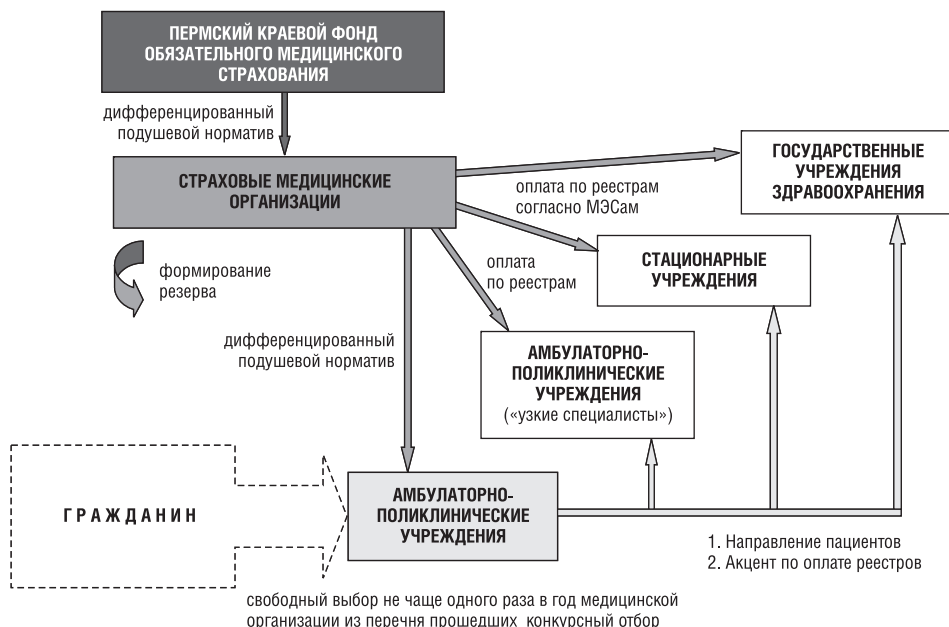 ПЕРМСКИЙ КРАЕВОЙ ФОНД
ОБЯЗАТЕЛЬНОГО МЕДИЦИНСКОГО
СТРАХОВАНИЯ
дифференцированный
подушевой норматив
СТРАХОВЫЕ МЕДИЦИНСКИЕ
ОРГАНИЗАЦИИ
оплата по реестрам
согласно МЭСам
ГОСУДАРСТВЕННЫЕ
УЧРЕЖДЕНИЯ
ЗДРАВООХРАНЕНИЯ
формирование
резерва
оплата
по реестрам
СТАЦИОНАРНЫЕ
УЧРЕЖДЕНИЯ
дифференцированный
подушевой норматив
АМБУЛАТОРНО-
ПОЛИКЛИНИЧЕСКИЕ
УЧРЕЖДЕНИЯ
(«узкие специалисты»)
ГРАЖДАНИН
АМБУЛАТОРНО-
ПОЛИКЛИНИЧЕСКИЕ
УЧРЕЖДЕНИЯ
1. Направление пациентов
2. Акцент по оплате реестров
свободный выбор не чаще одного раза в год медицинской
организации из перечня прошедших конкурсный отбор